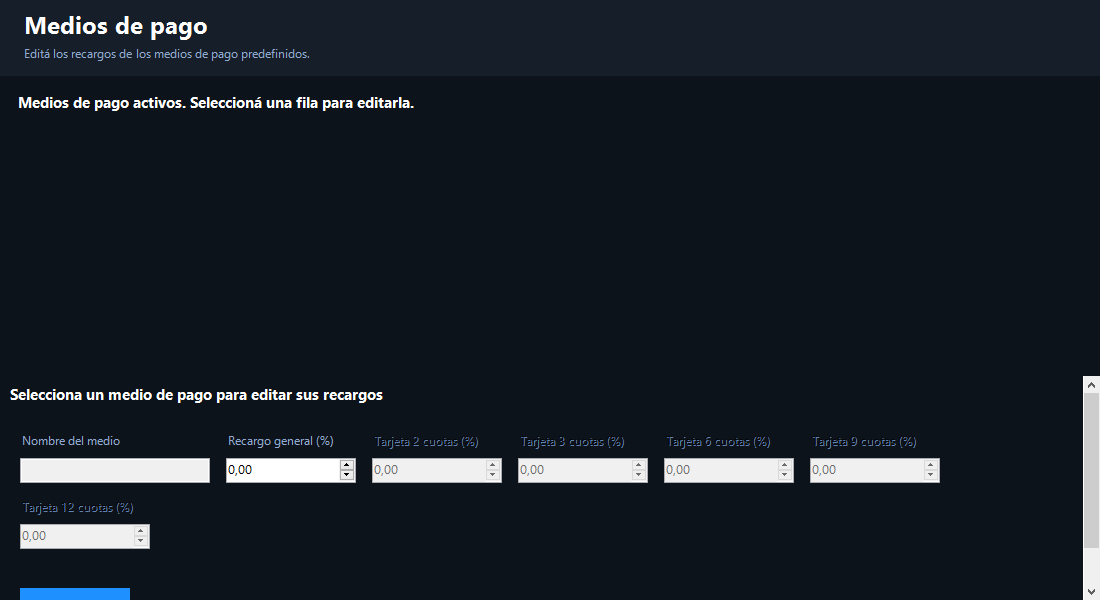 Medios de pago
Editá los recargos de los medios de pago predefinidos.
Medios de pago activos. Seleccioná una fila para editarla.
Selecciona un medio de pago para editar sus recargos
Nombre del medio
Recargo general (%)
Tarjeta 2 cuotas (%)
Tarjeta 3 cuotas (%)
Tarjeta 6 cuotas (%)
Tarjeta 9 cuotas (%)
0,00
0,00
0,00
0,00
0,00
Tarjeta 12 cuotas (%)
0,00